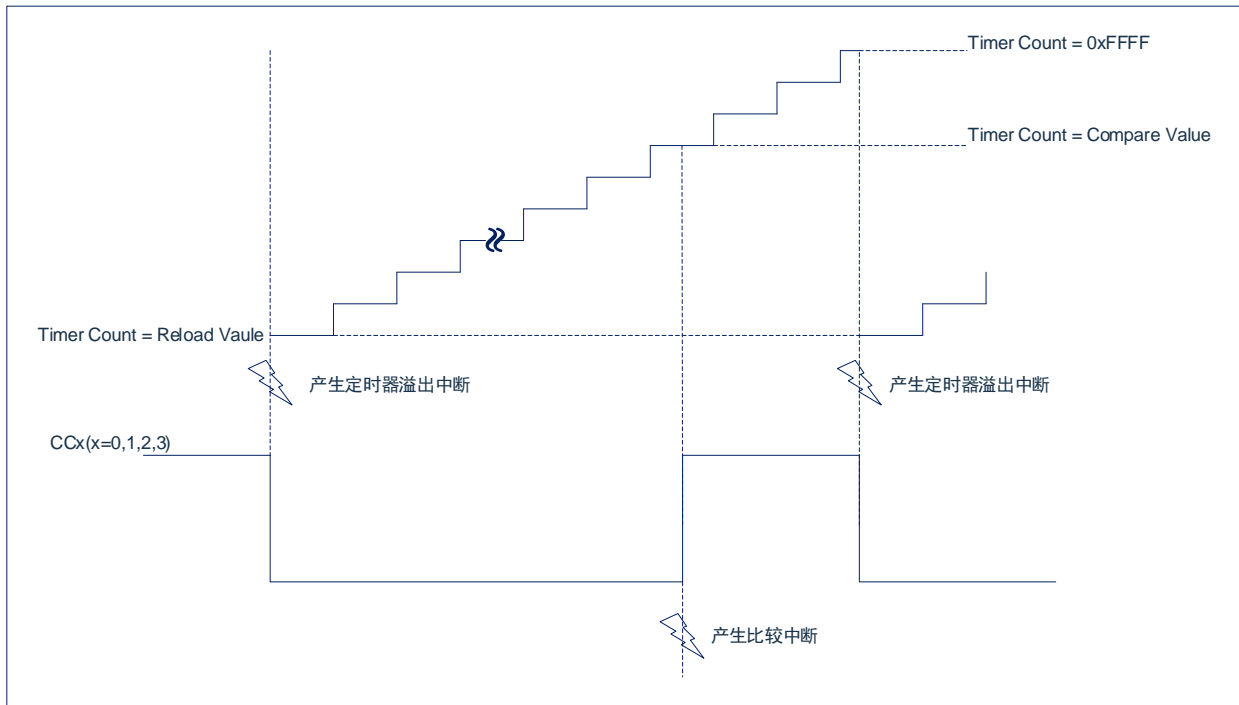 Timer Count = 0xFFFF
Timer Count = Compare Value
Timer Count = Reload Vaule
产生定时器溢出中断
产生定时器溢出中断
CCx(x=0,1,2,3)
产生比较中断